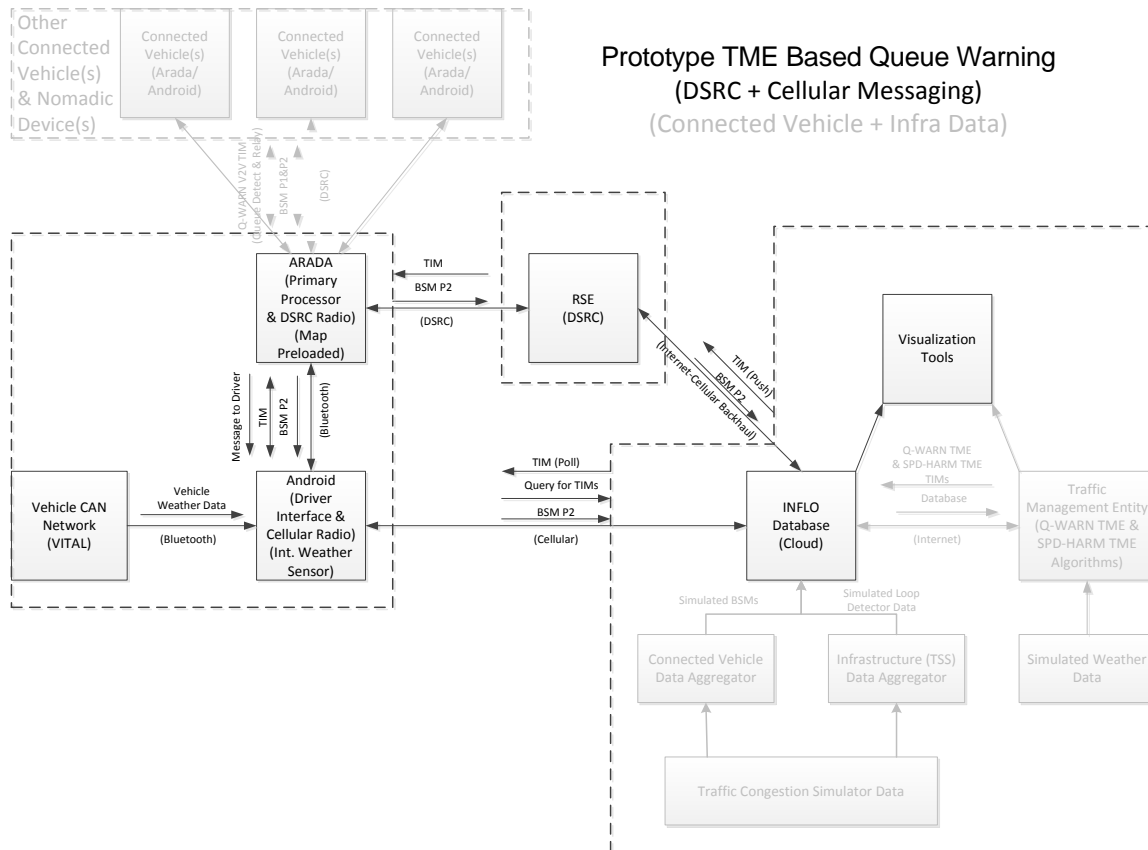 Other
Connected
Vehicle(s)
& Nomadic
Device(s)
Connected
Vehicle(s)
(Arada/
Android)
Connected
Vehicle(s)
(Arada/
Android)
Connected
Vehicle(s)
(Arada/
Android)
Prototype TME Based Queue Warning
(DSRC + Cellular Messaging)
(Connected Vehicle + Infra Data)
Q-WARN V2V TIM
(Queue Detect & Relay)
BSM P1&P2
(DSRC)
ARADA
(Primary
Processor
& DSRC Radio)
(Map
Preloaded)
TIM
BSM P2
(DSRC)
RSE
(DSRC)
TIM (Push)
BSM P2
(Internet-Cellular Backhaul)
Visualization
Tools
Message to Driver
TIM
BSM P2
(Bluetooth)
Vehicle CAN
Network
(VITAL)
Vehicle
Weather Data
(Bluetooth)
Android
(Driver
Interface &
Cellular Radio)
(Int. Weather
Sensor)
TIM (Poll)
Query for TIMs
BSM P2
(Cellular)
INFLO
Database
(Cloud)
Q-WARN TME
& SPD-HARM TME
TIMs
Database
(Internet)
Traffic
Management Entity
(Q-WARN TME &
SPD-HARM TME
Algorithms)
Simulated BSMs
Simulated Loop
Detector Data
Connected Vehicle
Data Aggregator
Infrastructure (TSS)
Data Aggregator
Simulated Weather
Data
Traffic Congestion Simulator Data